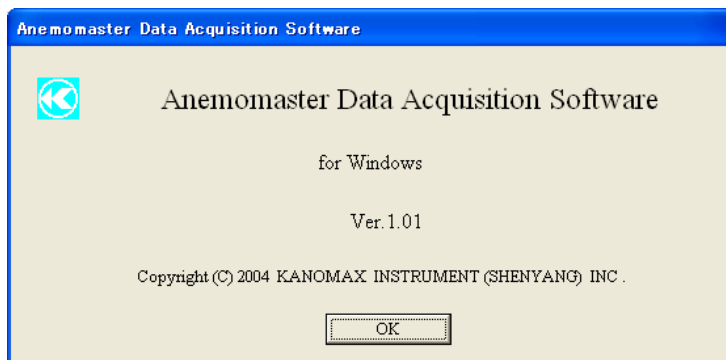 Anemomaster Data Acquisition Software
Anemomaster Data Acquisition Software
for Windows
Ver.1.01
Copyright (C) 2004 KANOMAX INSTRUMENT (SHENYANG) INC .
OK